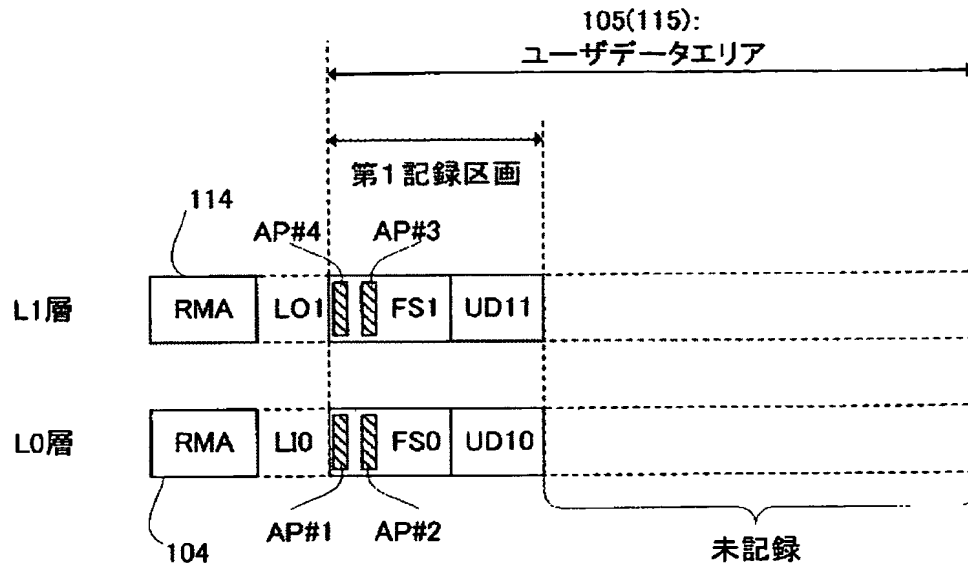 105(115):
ユーザデータエリア
第1記録区画
114
AP#4 AP#3
L1層 RMA LO1 FS1 UD11
L0層 RMA LI0 FS0 UD10
104 AP#1 AP#2 未記録